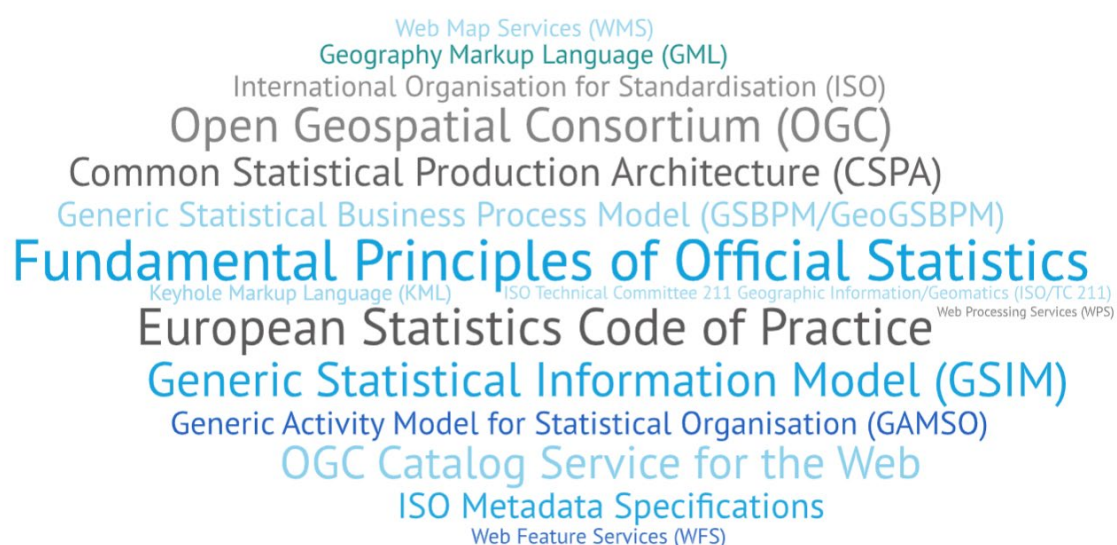 Web Map Services (WMS)
Geography Markup Language (GML)
International Organisation for Standardisation (ISO)
Open Geospatial Consortium (OGC)
Common Statistical Production Architecture (CSPA)
Generic Statistical Business Process Model (GSBPM/GeoGSBPM)
Fundamental Principles of Official Statistics
Keyhole Markup Language (KML)
ISO Technical Committee 211 Geographic Information/Geomatics (ISO/TC 211)
Web Processing Services (WPS)
European Statistics Code of Practice
Generic Statistical Information Model (GSIM)
Generic Activity Model for Statistical Organisation (GAMSO)
OGC Catalog Service for the Web
ISO Metadata Specifications
Web Feature Services (WFS)